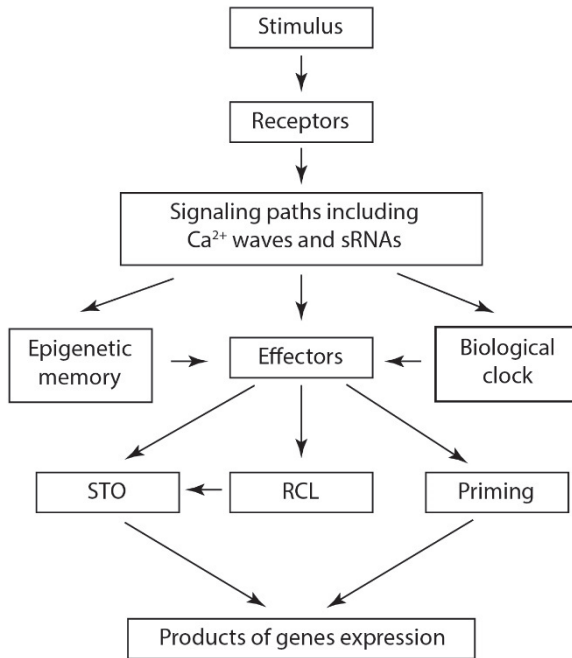 Stimulus
Receptors
Signaling paths including
Ca²⁺ waves and sRNAs
Epigenetic
memory
Effectors
Biological
clock
STO
RCL
Priming
Products of genes expression